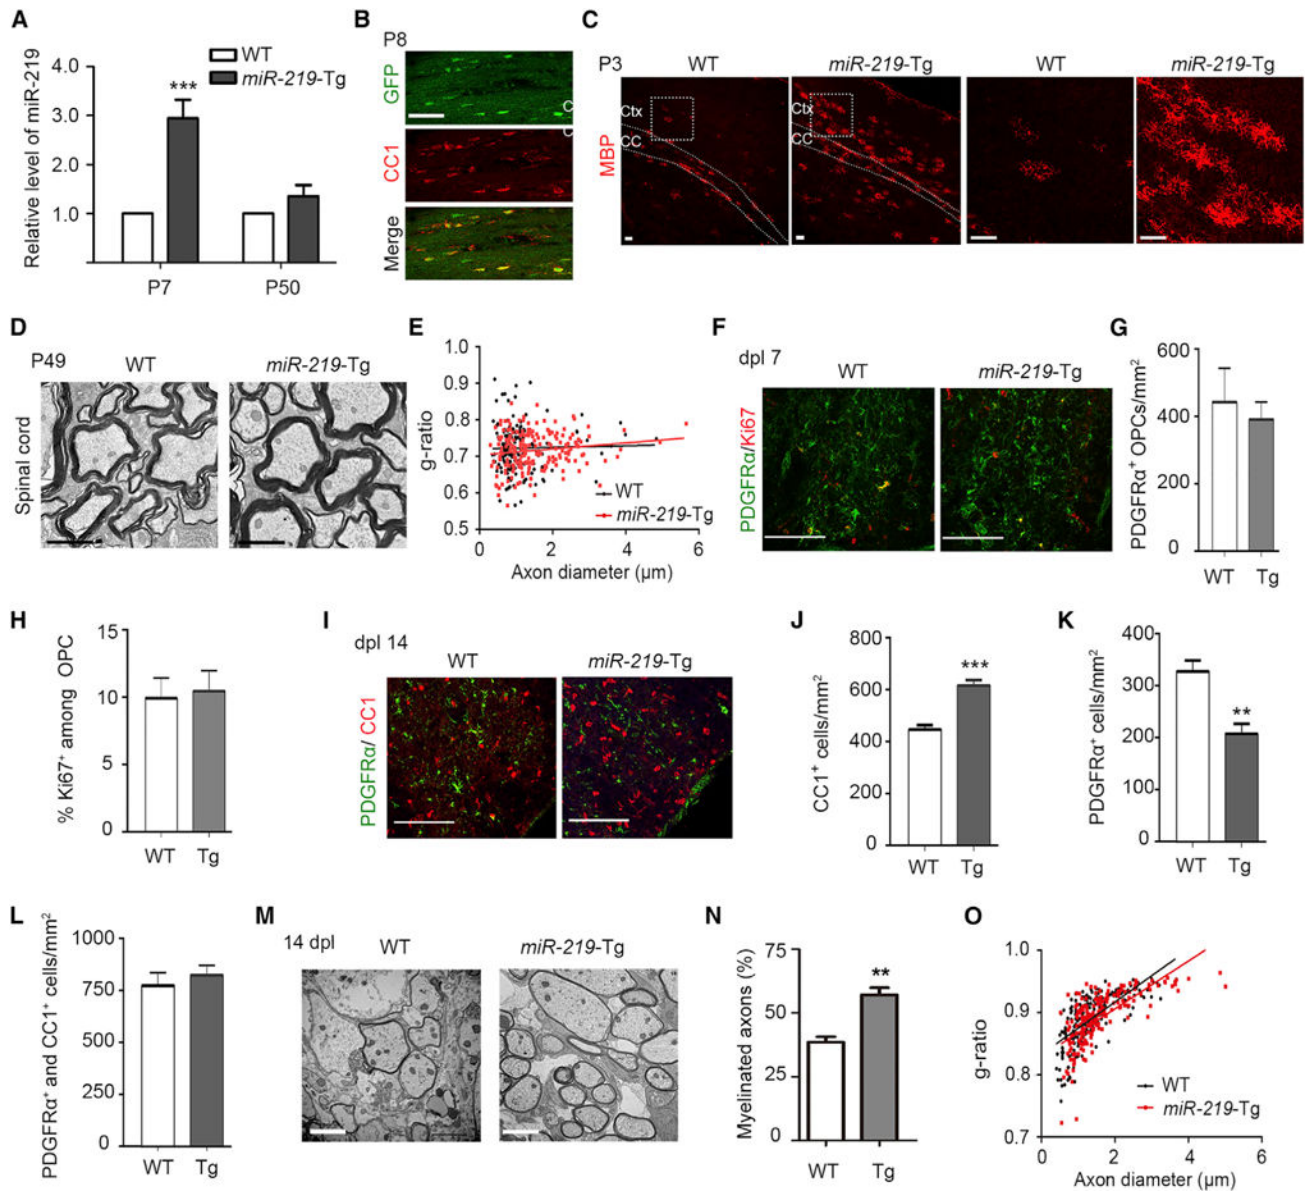 A
WT
miR-219-Tg
Relative level of miR-219
4.0
3.0
2.0
1.0
***
P7
P50
B
P8
GFP
CC1
Merge
C
C
C
P3
WT
miR-219-Tg
WT
miR-219-Tg
MBP
Ctx
CC
Ctx
CC
D
P49
WT
miR-219-Tg
Spinal cord
E
g-ratio
1.0
0.9
0.8
0.7
0.6
0.5
WT
miR-219-Tg
0
2
4
6
Axon diameter (μm)
F
dpl 7
WT
miR-219-Tg
PDGFRα/Ki67
G
PDGFRα⁺ OPCs/mm²
600
400
200
0
WT
Tg
H
% Ki67⁺ among OPC
15
10
5
0
WT
Tg
I
dpl 14
WT
miR-219-Tg
PDGFRα/ CC1
J
CC1⁺ cells/mm²
800
600
400
200
0
***
WT
Tg
K
PDGFRα⁺ cells/mm²
400
300
200
100
0
**
WT
Tg
L
PDGFRα⁺ and CC1⁺ cells/mm²
1000
750
500
250
0
WT
Tg
M
14 dpl
WT
miR-219-Tg
N
Myelinated axons (%)
75
50
25
0
**
WT
Tg
O
g-ratio
1.0
0.9
0.8
0.7
WT
miR-219-Tg
0
2
4
6
Axon diameter (μm)